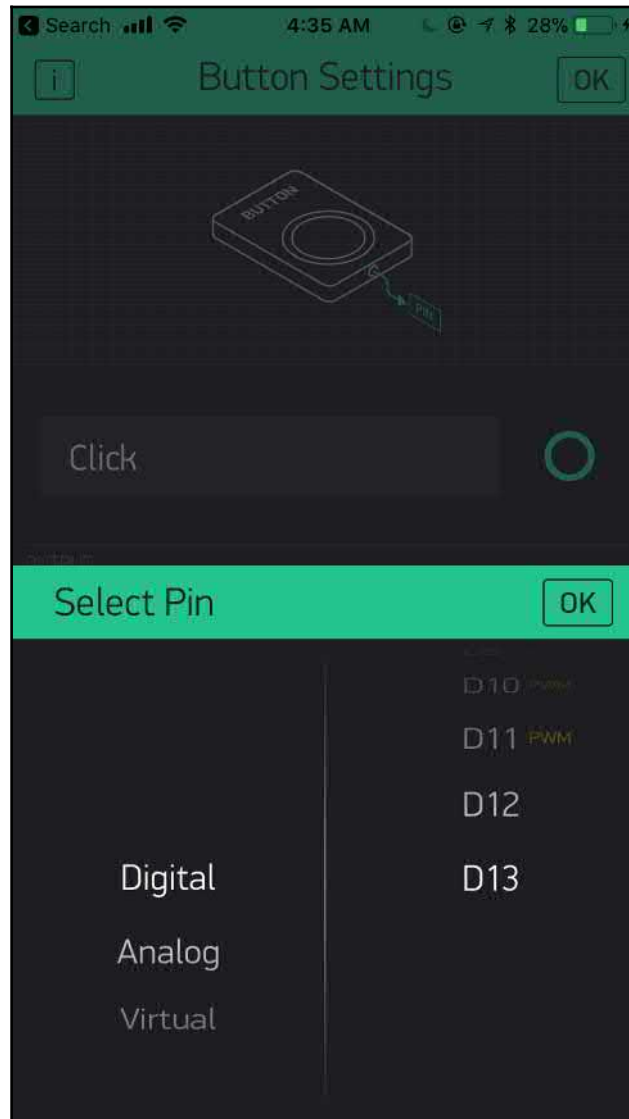 Search 4:35 AM 28%
i Button Settings OK
BUTTON
PIN
Click
OUTPUT
Select Pin OK
D10 PWM
D11 PWM
D12
Digital D13
Analog
Virtual